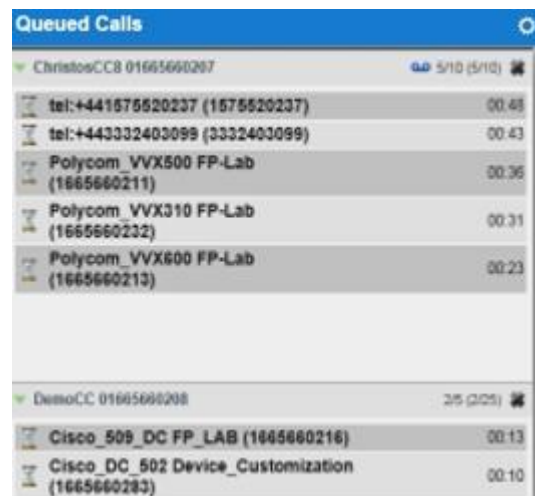 Queued Calls
ChristosCC8 01665660207 5/10 (5/10)
tel:+441575520237 (1575520237) 00:48
tel:+443332403099 (3332403099) 00:43
Polycom_VVX500 FP-Lab
(1665660211) 00:36
Polycom_VVX310 FP-Lab
(1665660232) 00:31
Polycom_VVX600 FP-Lab
(1665660213) 00:23
DemoCC 01665660208 2/5 (2/25)
Cisco_509_DC FP_LAB (1665660216) 00:13
Cisco_DC_502 Device_Customization
(1665660283) 00:10